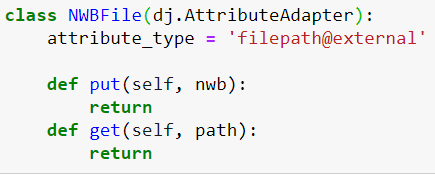 class NWBFile(dj.AttributeAdapter):
    attribute_type = 'filepath@external'

    def put(self, nwb):
        return
    def get(self, path):
        return